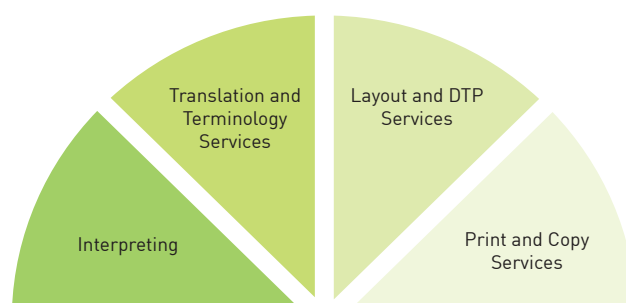 Translation and
Terminology
Services
Layout and DTP
Services
Interpreting
Print and Copy
Services